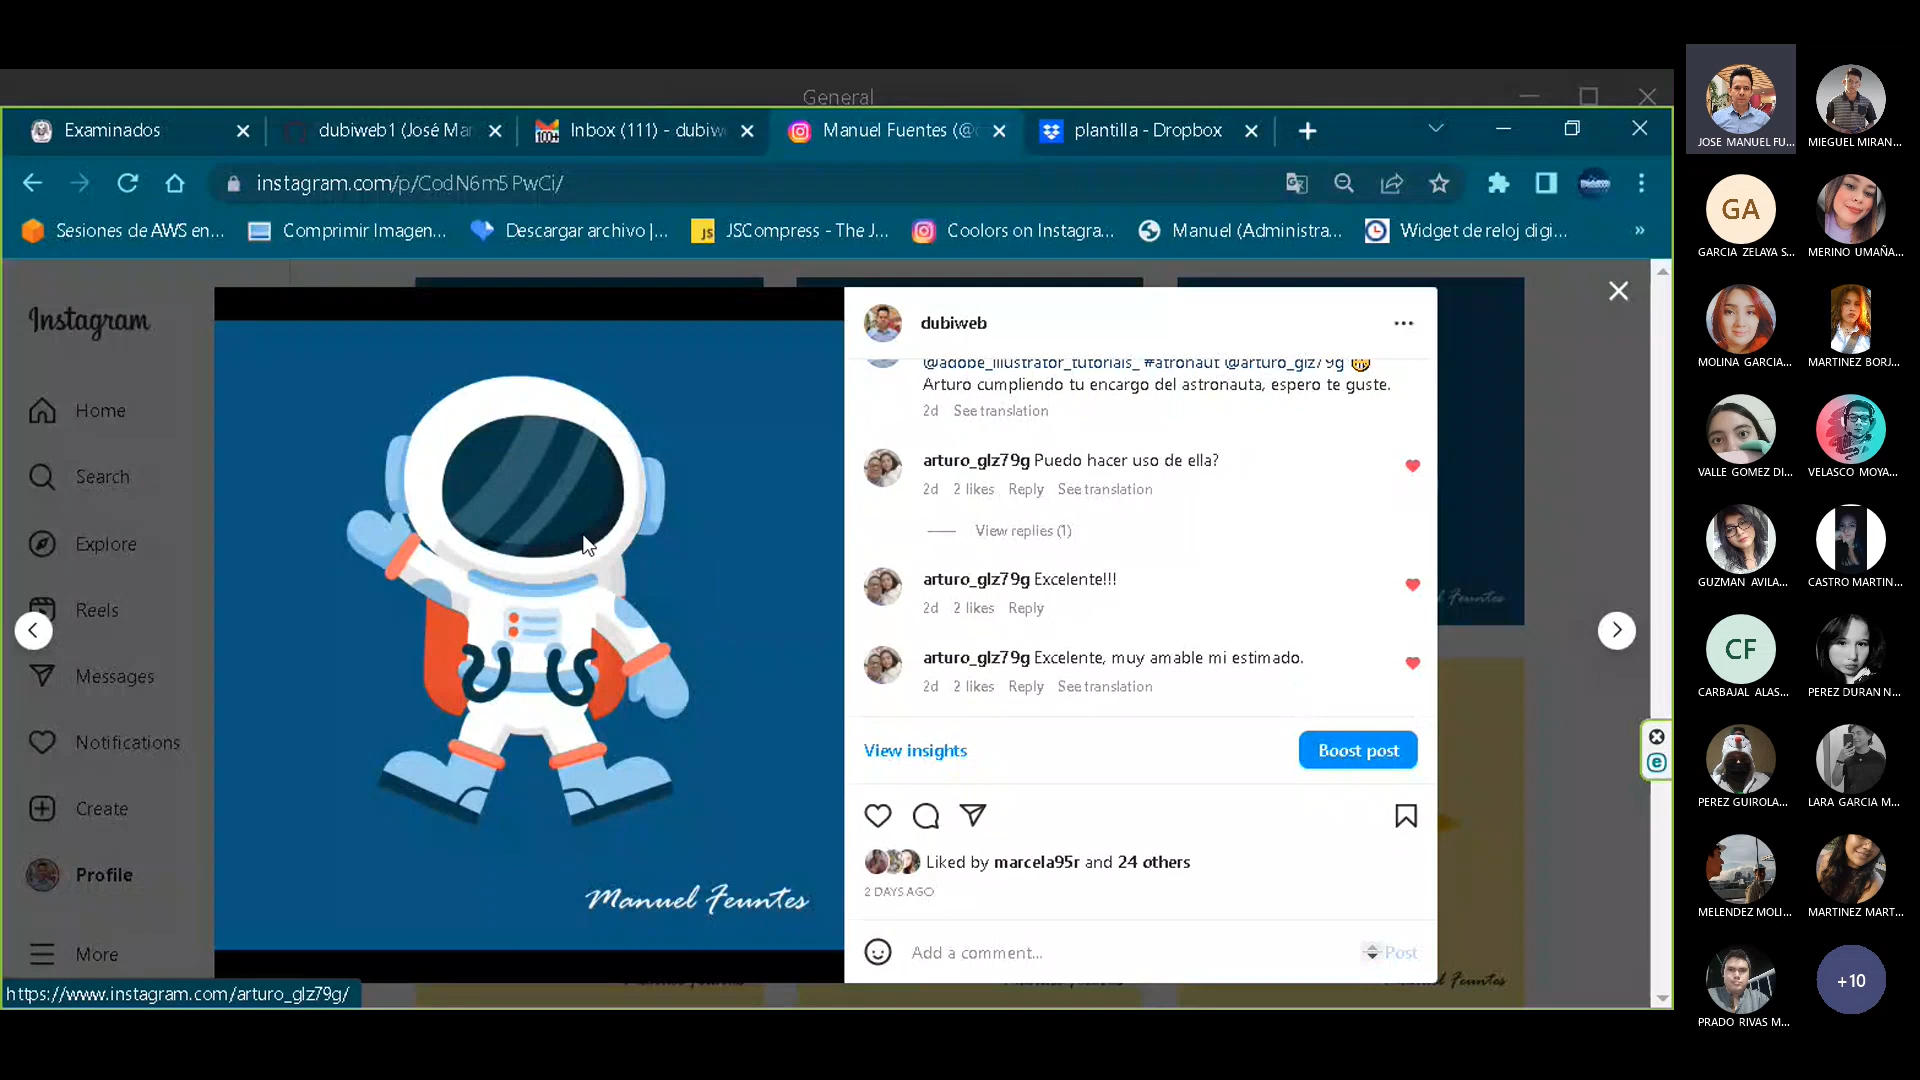 General
Examinados
dubiweb1 (José Mar
Inbox (111) - dubiw
Manuel Fuentes (@
plantilla - Dropbox
instagram.com/p/CodN6m5PwCi/
Sesiones de AWS en...
Comprimir Imagen...
Descargar archivo |...
JSCompress - The J...
Coolors on Instagra...
Manuel (Administra...
Widget de reloj digi...
»
Instagram
Home
Search
Explore
Reels
Messages
Notifications
Create
Profile
More
https://www.instagram.com/arturo_glz79g/
Manuel Feuntes
dubiweb
@adobe_illustrator_tutorials_ #atronaut @arturo_glz79g 😁
Arturo cumpliendo tu encargo del astronauta, espero te guste.
2d See translation
arturo_glz79g Puedo hacer uso de ella?
2d 2 likes Reply See translation
View replies (1)
arturo_glz79g Excelente!!!
2d 2 likes Reply
arturo_glz79g Excelente, muy amable mi estimado.
2d 2 likes Reply See translation
View insights
Boost post
Liked by marcela95r and 24 others
2 DAYS AGO
Add a comment...
Post
Feuntes
Feuntes
JOSE MANUEL FU...
MIEGUEL MIRAN...
GA
GARCIA ZELAYA S...
MERINO UMAÑA...
MOLINA GARCIA...
MARTINEZ BORJ...
VALLE GOMEZ DI...
VELASCO MOYA...
GUZMAN AVILA...
CASTRO MARTIN...
CF
CARBAJAL ALAS...
PEREZ DURAN N...
PEREZ GUIROLA...
LARA GARCIA M...
MELENDEZ MOLI...
MARTINEZ MART...
PRADO RIVAS M...
+10